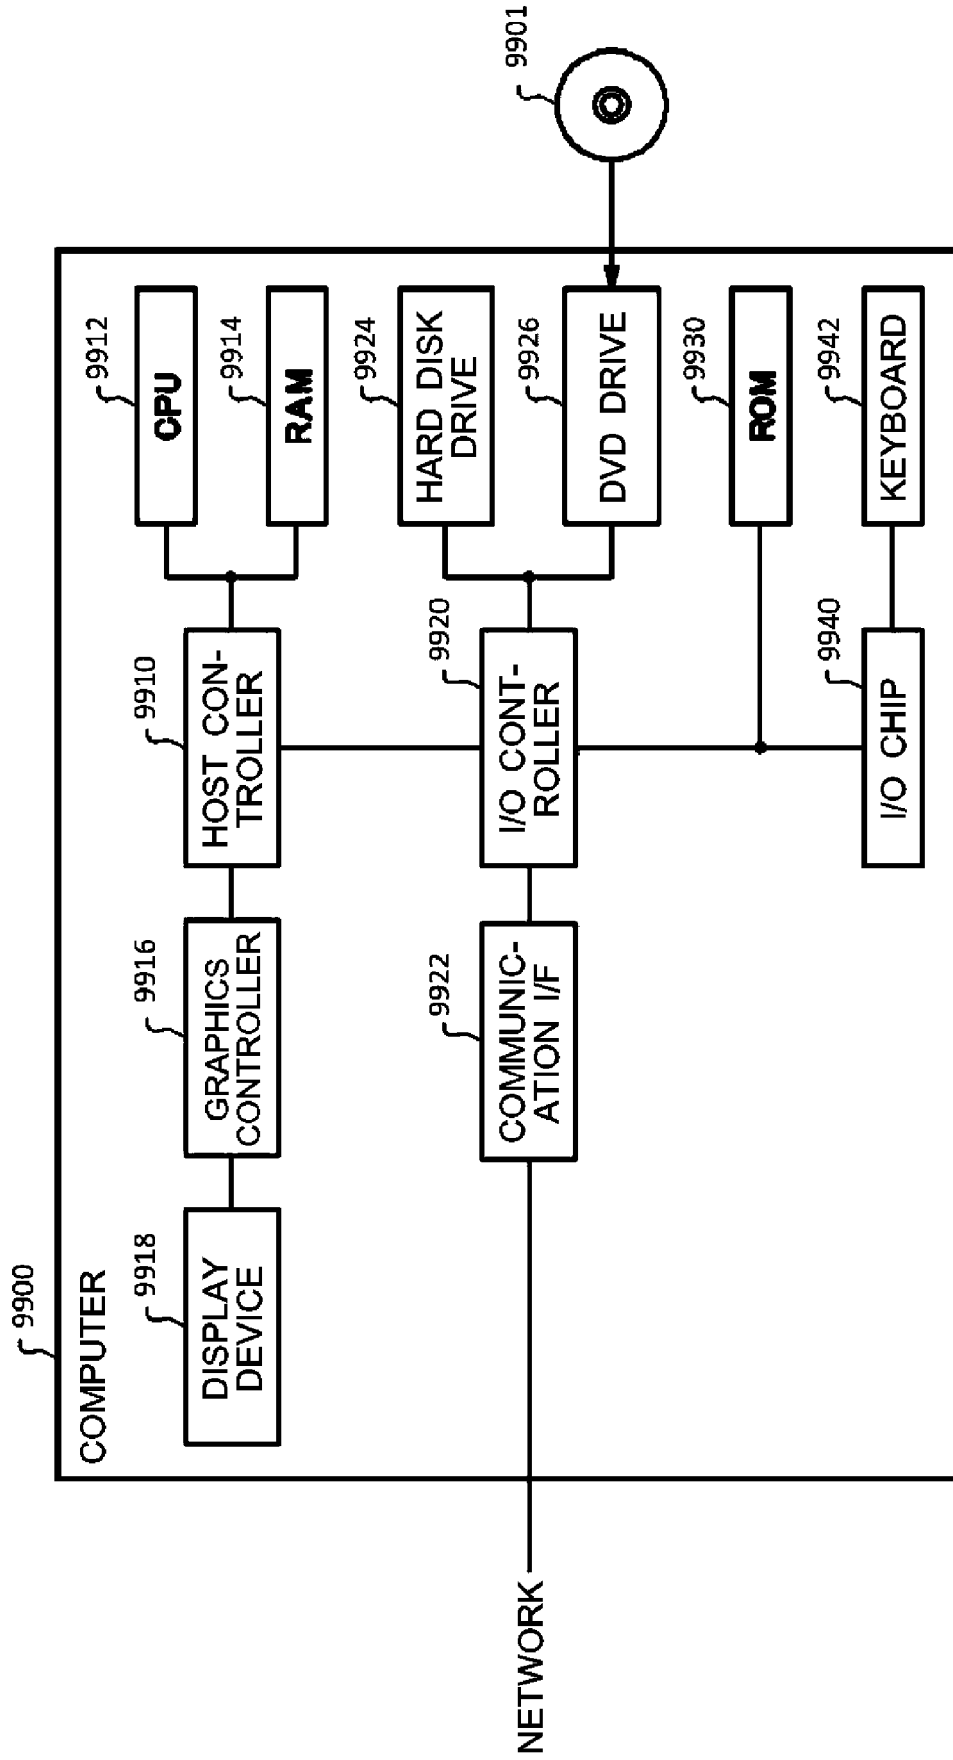 9900
COMPUTER
9918
DISPLAY
DEVICE
9916
GRAPHICS
CONTROLLER
9910
HOST CON-
TROLLER
9912
CPU
9914
RAM
NETWORK
9922
COMMUNIC-
ATION I/F
9920
I/O CONT-
ROLLER
9924
HARD DISK
DRIVE
9926
DVD DRIVE
9901
9930
ROM
9940
I/O CHIP
9942
KEYBOARD